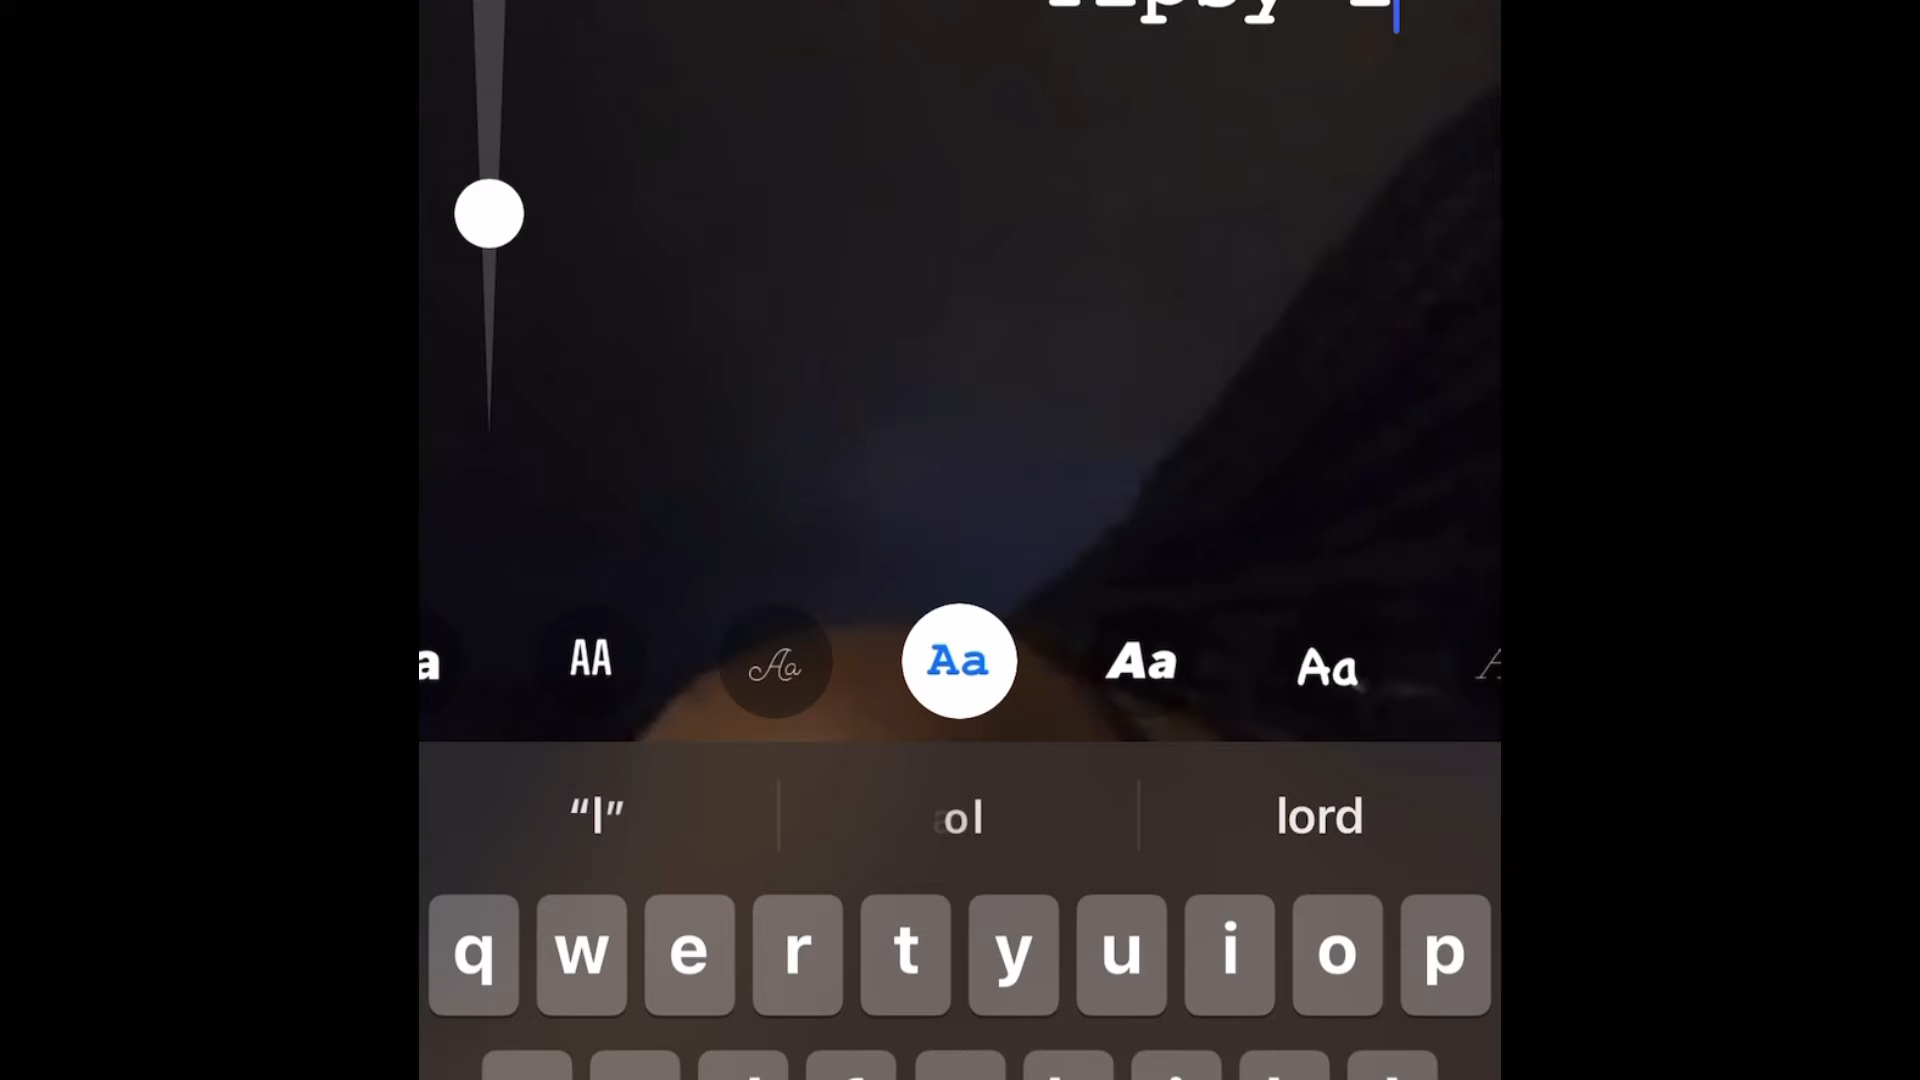 a AA Aa Aa Aa Aa
“l” ol lord
q w e r t y u i o p